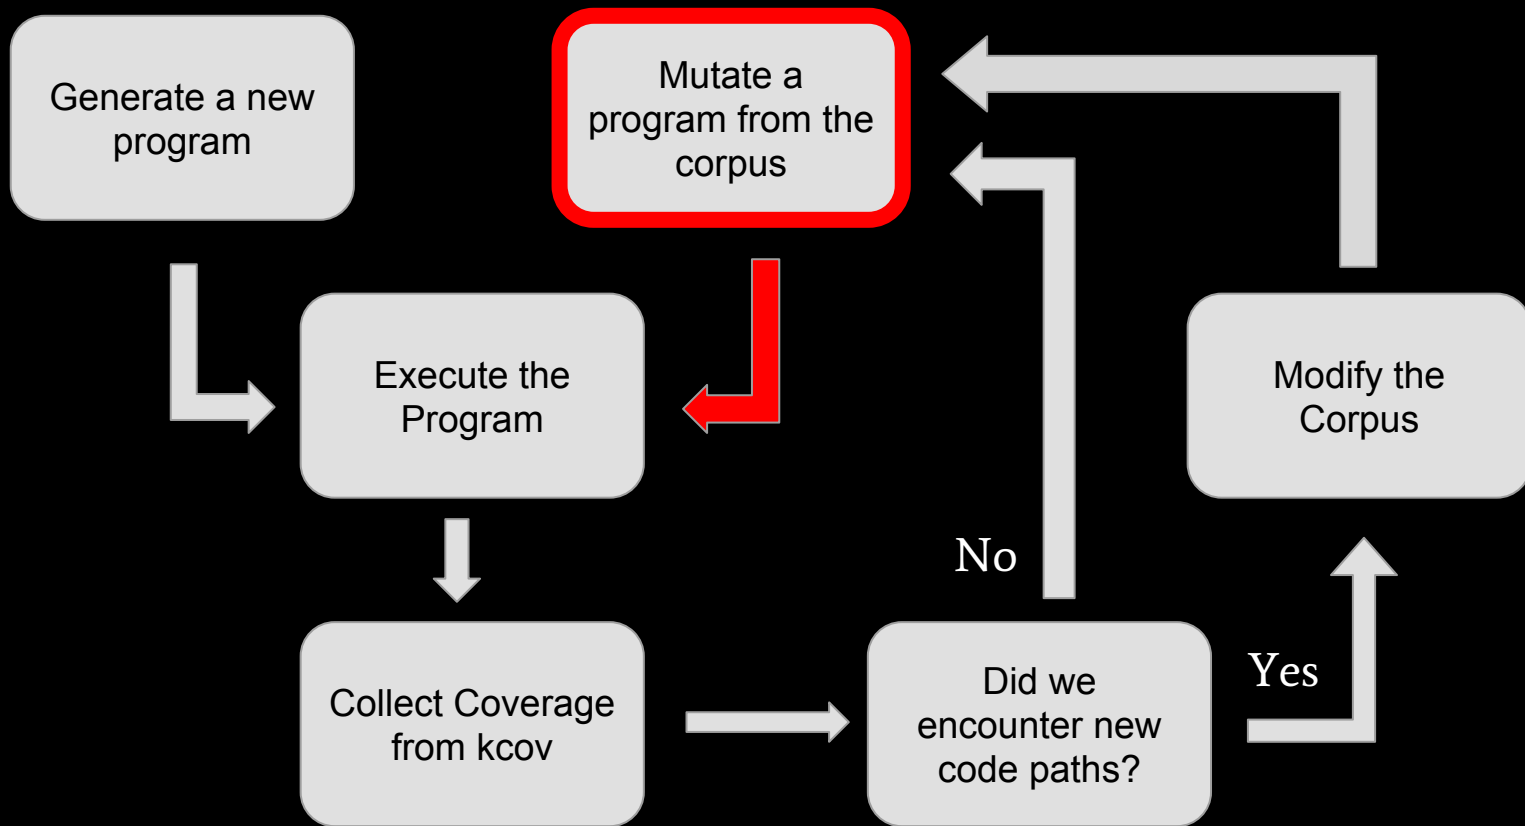 Generate a new
program
Mutate a
program from the
corpus
Execute the
Program
Modify the
Corpus
No
Yes
Collect Coverage
from kcov
Did we
encounter new
code paths?